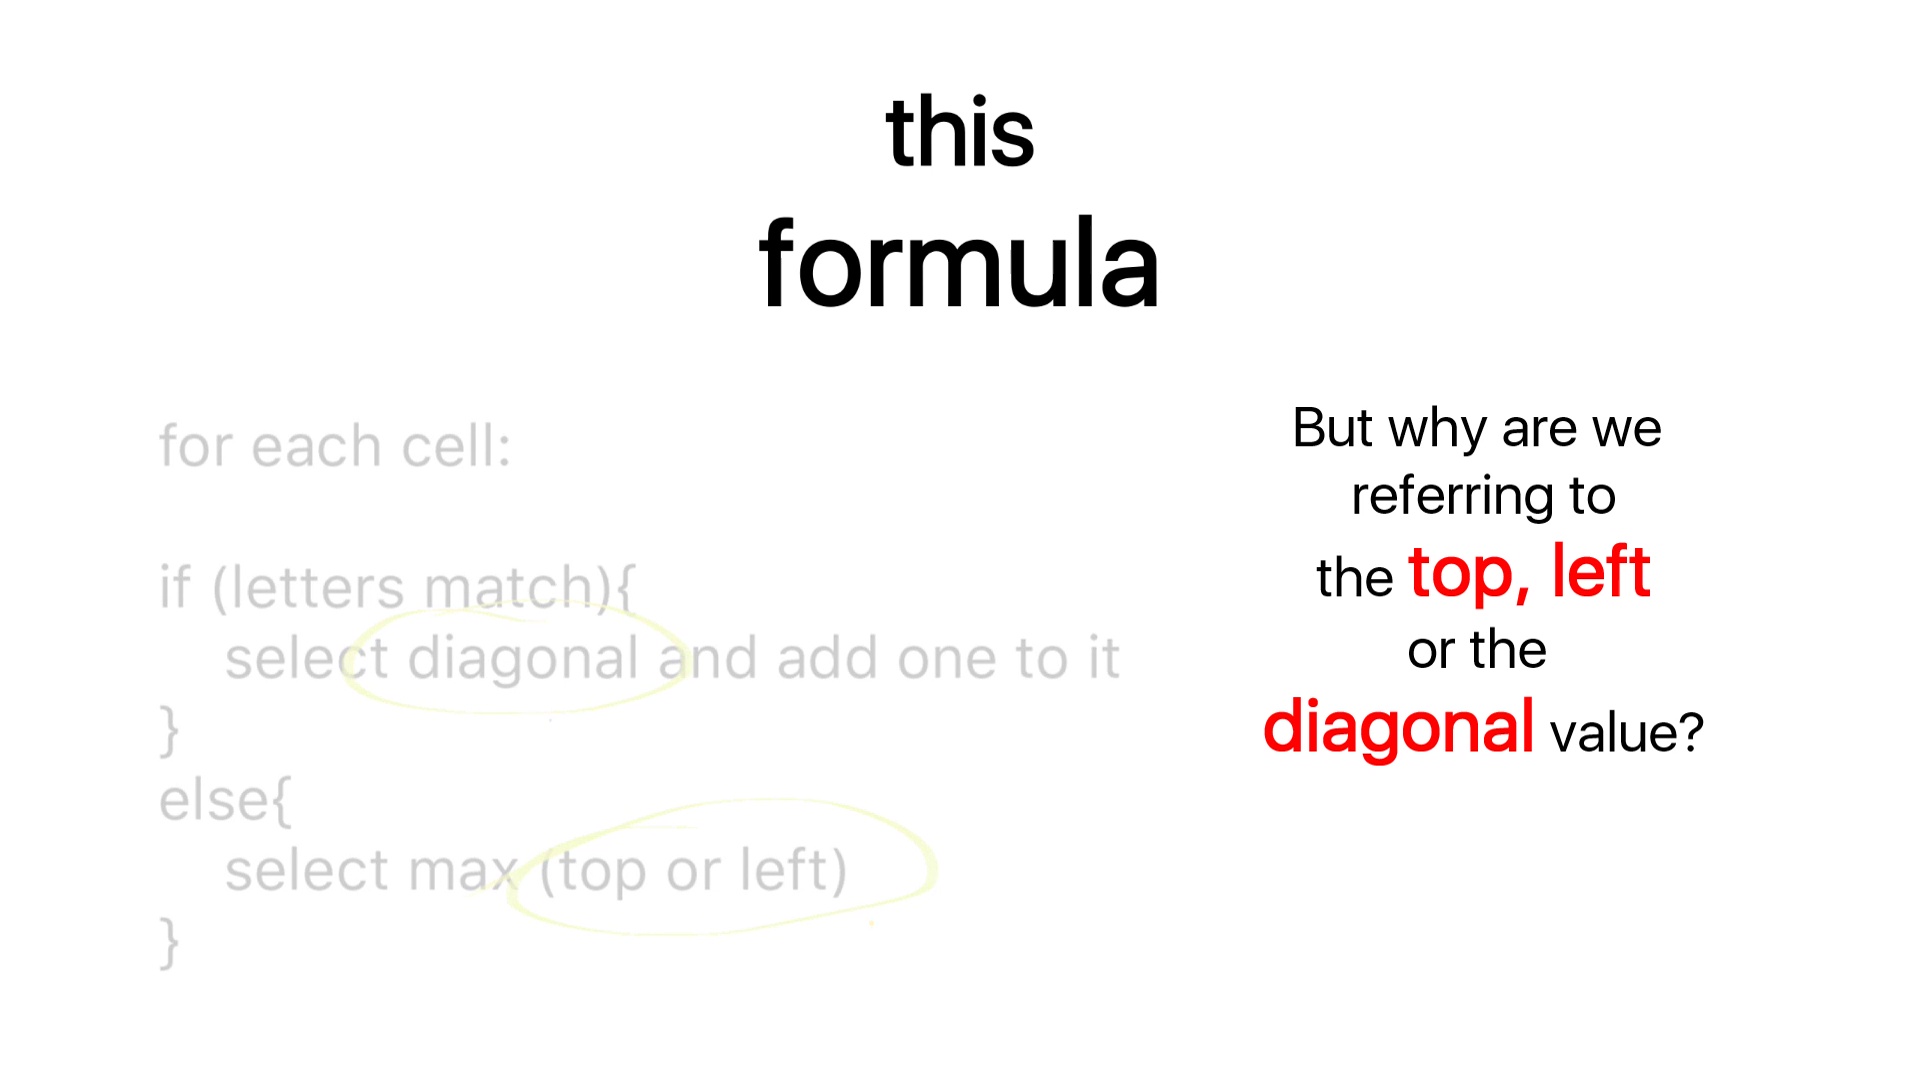 this
formula
for each cell:
if (letters match){
select diagonal and add one to it
}
else{
select max (top or left)
}
But why are we
referring to
the top, left
or the
diagonal value?